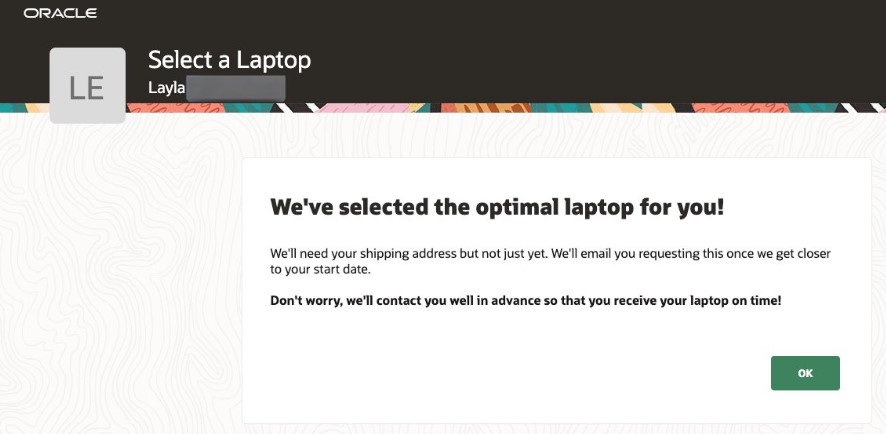 ORACLE
Select a Laptop
LE
Layla
We've selected the optimal laptop for you!
We'll need your shipping address but not just yet. We'll email you requesting this once we get closer
to your start date.
Don't worry, we'll contact you well in advance so that you receive your laptop on time!
OK